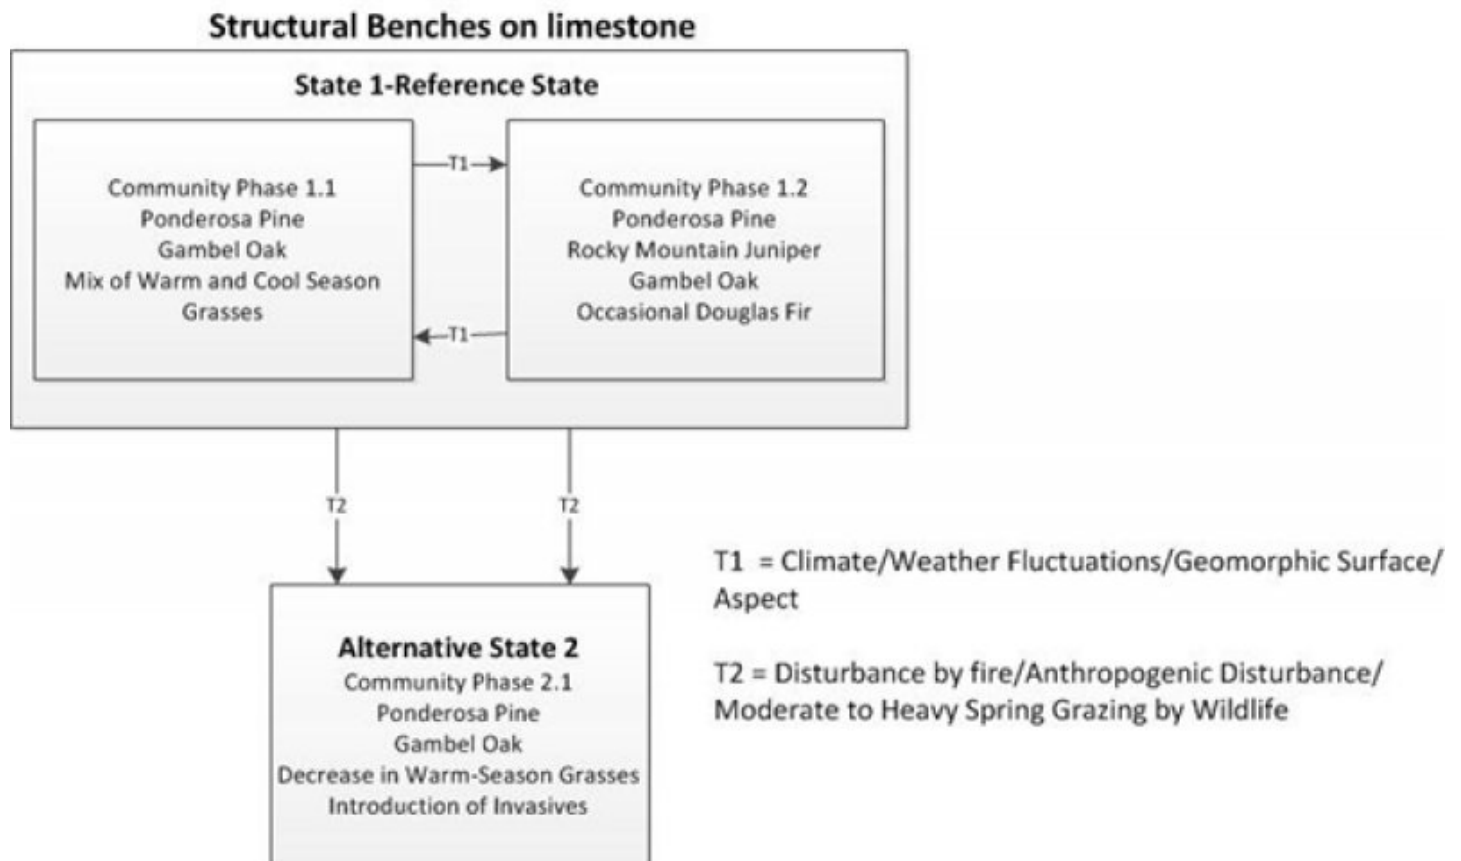 Structural Benches on limestone
State 1-Reference State
Community Phase 1.1
Ponderosa Pine
Gambel Oak
Mix of Warm and Cool Season
Grasses
T1
T1
Community Phase 1.2
Ponderosa Pine
Rocky Mountain Juniper
Gambel Oak
Occasional Douglas Fir
T2
T2
Alternative State 2
Community Phase 2.1
Ponderosa Pine
Gambel Oak
Decrease in Warm-Season Grasses
Introduction of Invasives
T1 = Climate/Weather Fluctuations/Geomorphic Surface/
Aspect
T2 = Disturbance by fire/Anthropogenic Disturbance/
Moderate to Heavy Spring Grazing by Wildlife